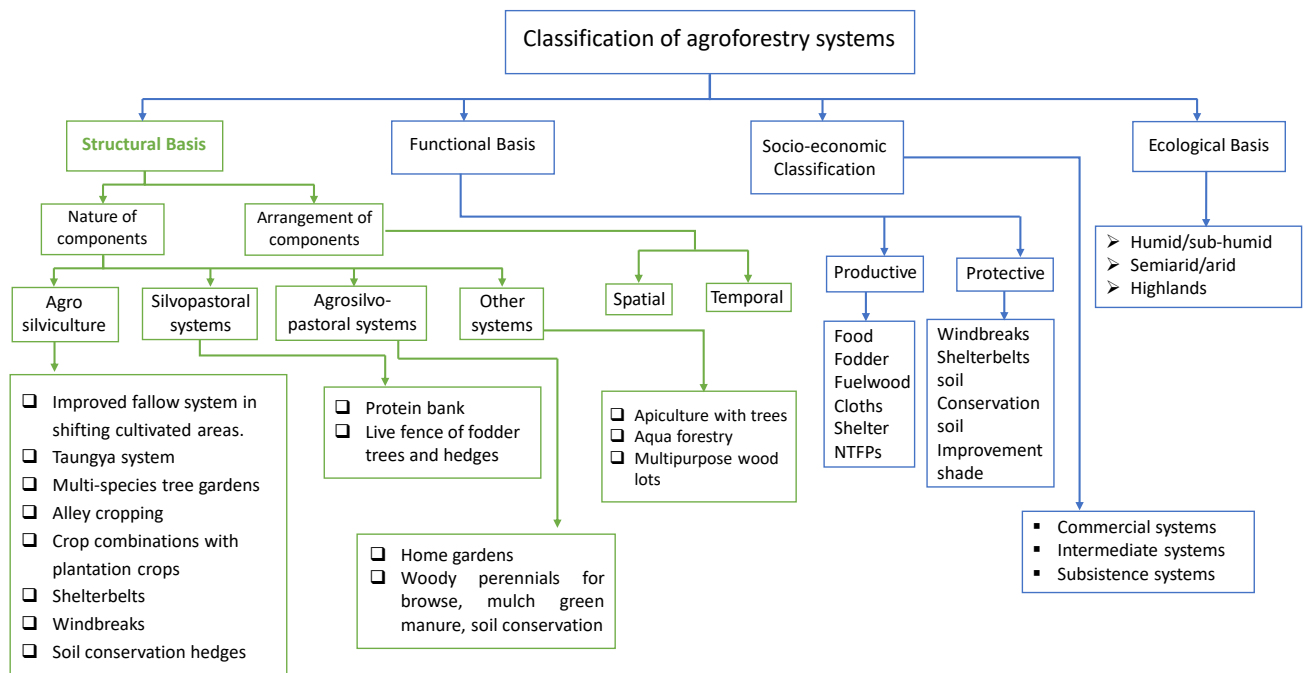 Classification of agroforestry systems
Structural Basis
Functional Basis
Socio-economic
Classification
Ecological Basis
Nature of
components
Arrangement of
components
Humid/sub-humid
Semiarid/arid
Highlands
Productive
Protective
Agro
silviculture
Silvopastoral
systems
Agrosilvo-
pastoral systems
Other
systems
Spatial
Temporal
Food
Fodder
Fuelwood
Cloths
Shelter
NTFPs
Windbreaks
Shelterbelts
soil
Conservation
soil
Improvement
shade
Improved fallow system in
shifting cultivated areas.
Taungya system
Multi-species tree gardens
Alley cropping
Crop combinations with
plantation crops
Shelterbelts
Windbreaks
Soil conservation hedges
Protein bank
Live fence of fodder
trees and hedges
Apiculture with trees
Aqua forestry
Multipurpose wood
lots
Home gardens
Woody perennials for
browse, mulch green
manure, soil conservation
Commercial systems
Intermediate systems
Subsistence systems